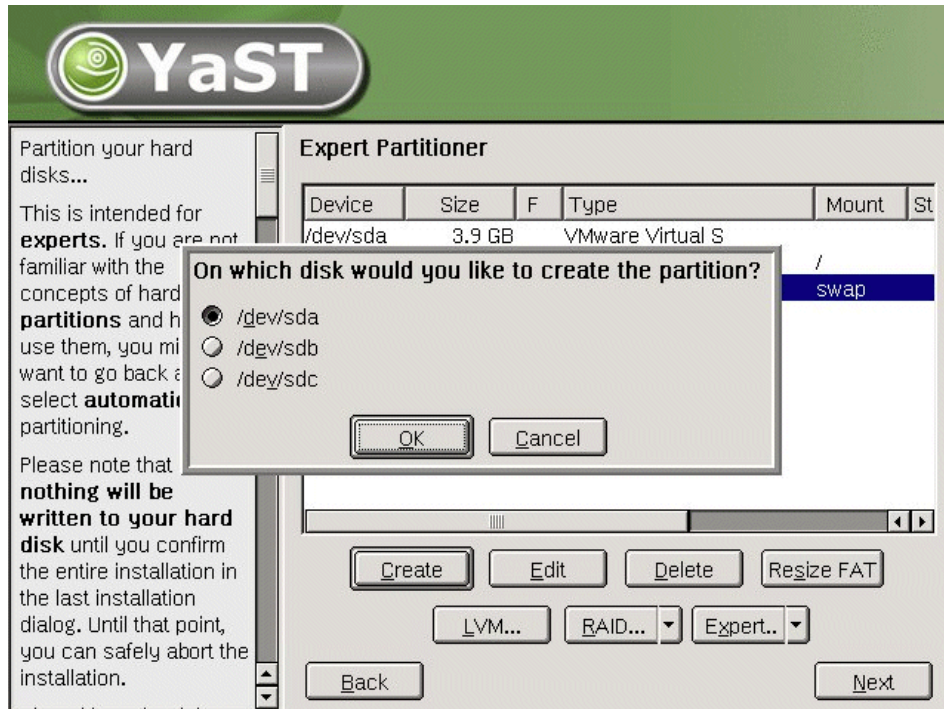 YaST
Partition your hard
disks...
This is intended for
experts. If you are not
familiar with the
concepts of hard
partitions and h
use them, you mi
want to go back a
select automatic
partitioning.
Please note that
nothing will be
written to your hard
disk until you confirm
the entire installation in
the last installation
dialog. Until that point,
you can safely abort the
installation.
Expert Partitioner
Device Size F Type Mount St
/dev/sda 3.9 GB VMware Virtual S
/
swap
On which disk would you like to create the partition?
/dev/sda
/dev/sdb
/dev/sdc
OK Cancel
Create Edit Delete Resize FAT
LVM... RAID... Expert..
Back Next